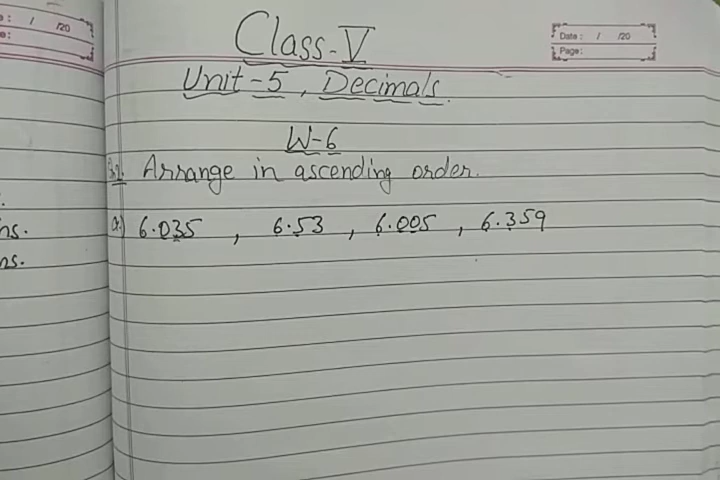 Class-V
Date: / /20
Page:
/ /20
Unit-5, Decimals.
W-6
Arrange in ascending order.
a.) 6.035 , 6.53 , 6.005 , 6.359